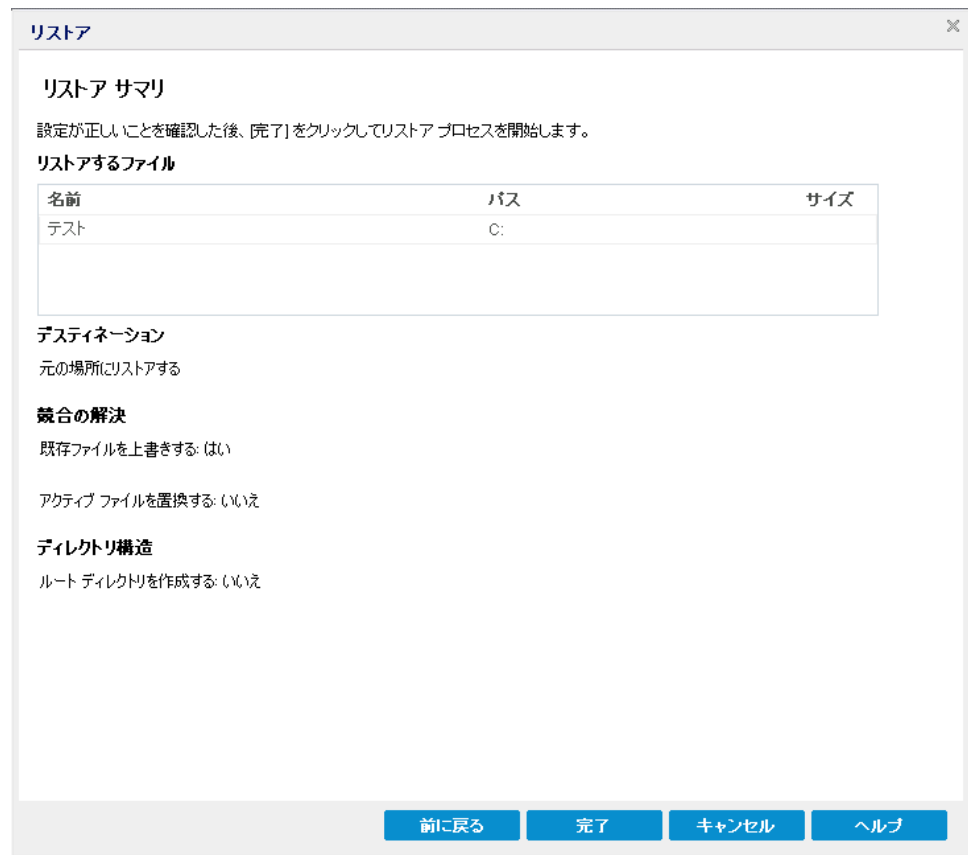 リストア
リストア サマリ
設定が正しいことを確認した後、[完了] をクリックしてリストア プロセスを開始します。
リストアするファイル
名前 パス サイズ
テスト C:
デスティネーション
元の場所にリストアする
競合の解決
既存ファイルを上書きする: はい
アクティブ ファイルを置換する: いいえ
ディレクトリ構造
ルート ディレクトリを作成する: いいえ
前に戻る 完了 キャンセル ヘルプ